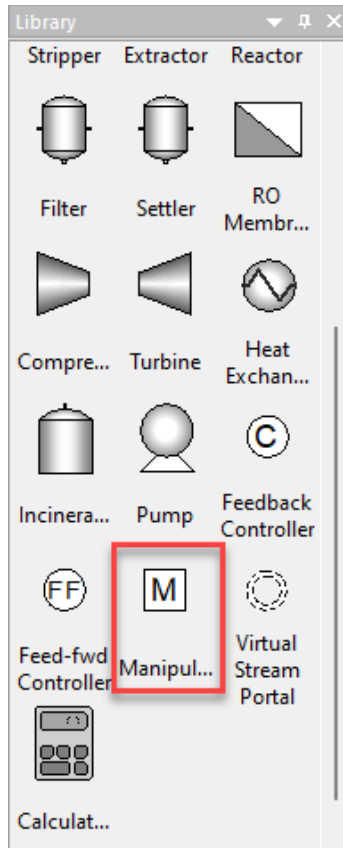 Library
Stripper Extractor Reactor
Filter Settler RO Membr...
Compre... Turbine Heat Exchan...
C
Incinera... Pump Feedback Controller
FF M
Feed-fwd Controller Manipul... Virtual Stream Portal
Calculat...